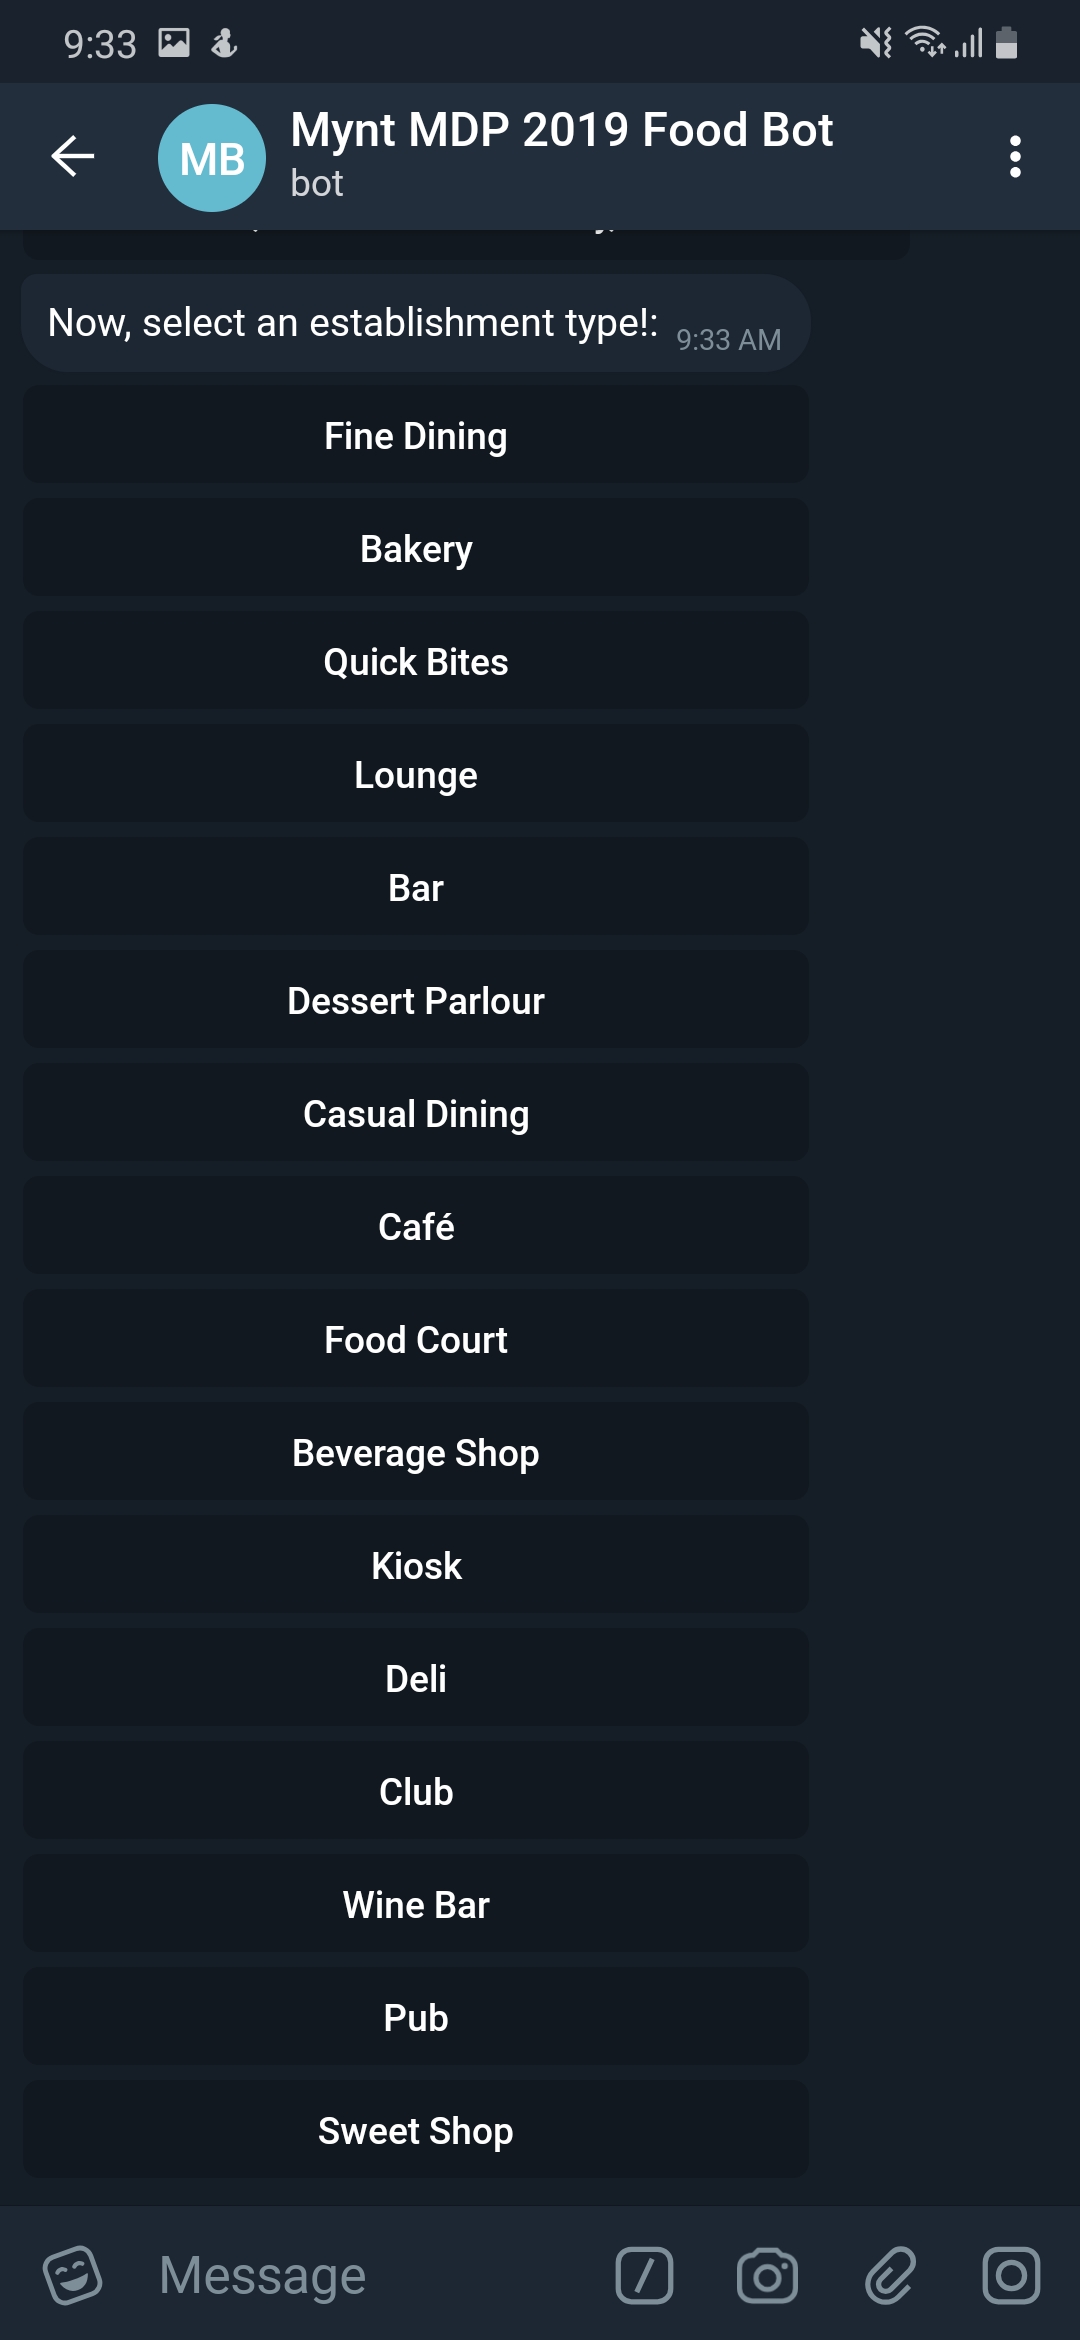 9:33
MB
Mynt MDP 2019 Food Bot
bot
Now, select an establishment type!: 9:33 AM
Fine Dining
Bakery
Quick Bites
Lounge
Bar
Dessert Parlour
Casual Dining
Café
Food Court
Beverage Shop
Kiosk
Deli
Club
Wine Bar
Pub
Sweet Shop
Message